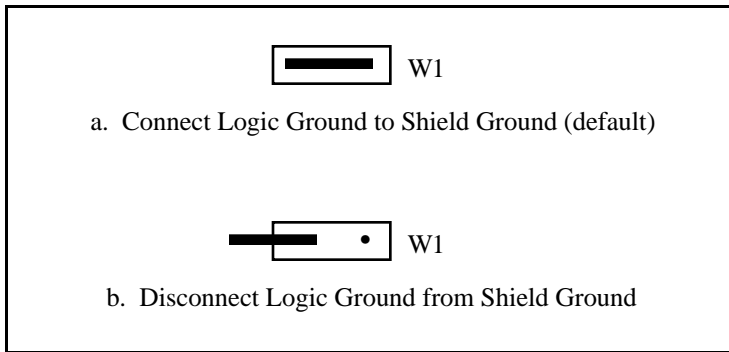 W1
a. Connect Logic Ground to Shield Ground (default)
W1
b. Disconnect Logic Ground from Shield Ground